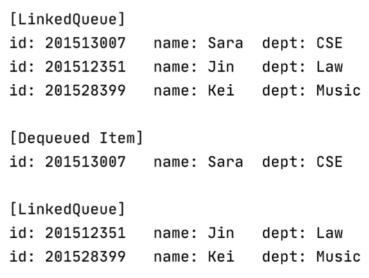 [LinkedQueue]
id: 201513007 name: Sara dept: CSE
id: 201512351 name: Jin dept: Law
id: 201528399 name: Kei dept: Music
[Dequeued Item]
id: 201513007 name: Sara dept: CSE
[LinkedQueue]
id: 201512351 name: Jin dept: Law
id: 201528399 name: Kei dept: Music